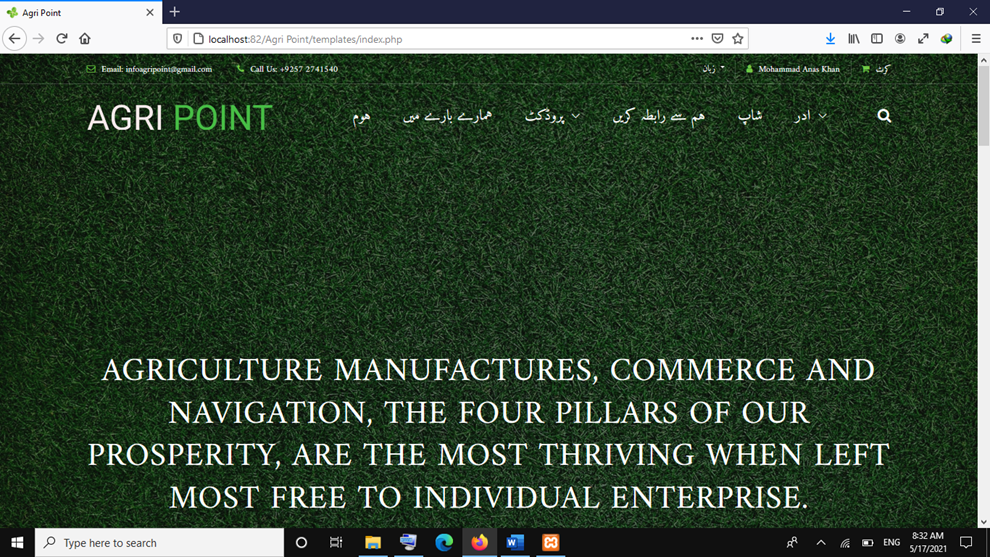 Agri Point
localhost:82/Agri Point/templates/index.php
Email: infoagripoint@gmail.com
Call Us: +9257 2741540
زبان
Mohammad Anas Khan
کرٹ
AGRI POINT
ہوم
ہمارے بارے میں
پروڈکٹ
ہم سے رابطہ کریں
شاپ
ادر
AGRICULTURE MANUFACTURES, COMMERCE AND
NAVIGATION, THE FOUR PILLARS OF OUR
PROSPERITY, ARE THE MOST THRIVING WHEN LEFT
MOST FREE TO INDIVIDUAL ENTERPRISE.
Type here to search
ENG
8:32 AM
5/17/2021